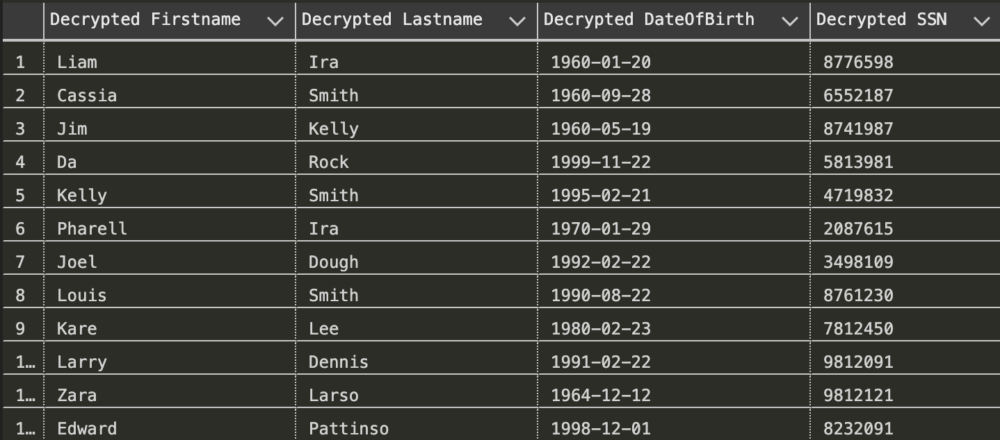 Decrypted Firstname Decrypted Lastname Decrypted DateOfBirth Decrypted SSN
1 Liam Ira 1960-01-20 8776598
2 Cassia Smith 1960-09-28 6552187
3 Jim Kelly 1960-05-19 8741987
4 Da Rock 1999-11-22 5813981
5 Kelly Smith 1995-02-21 4719832
6 Pharell Ira 1970-01-29 2087615
7 Joel Dough 1992-02-22 3498109
8 Louis Smith 1990-08-22 8761230
9 Kare Lee 1980-02-23 7812450
1… Larry Dennis 1991-02-22 9812091
1… Zara Larso 1964-12-12 9812121
1… Edward Pattinso 1998-12-01 8232091